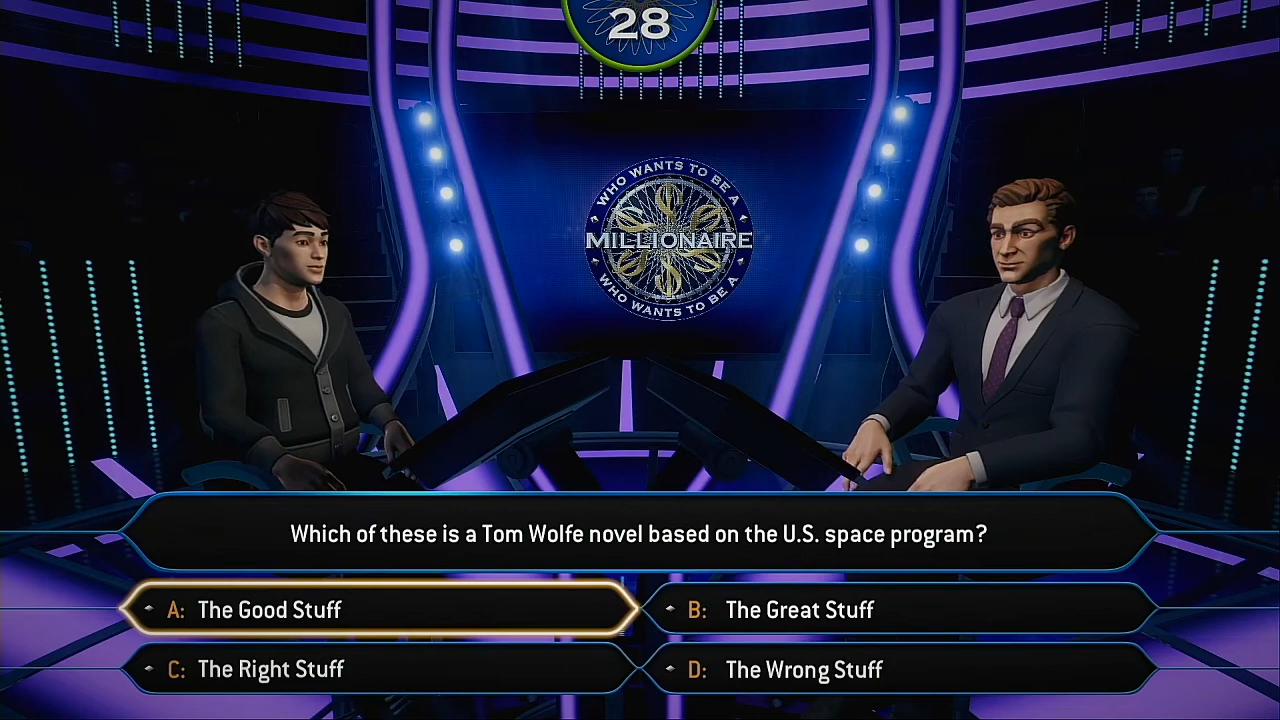 28
WHO WANTS TO BE A
MILLIONAIRE
WHO WANTS TO BE A
Which of these is a Tom Wolfe novel based on the U.S. space program?
A: The Good Stuff
B: The Great Stuff
C: The Right Stuff
D: The Wrong Stuff